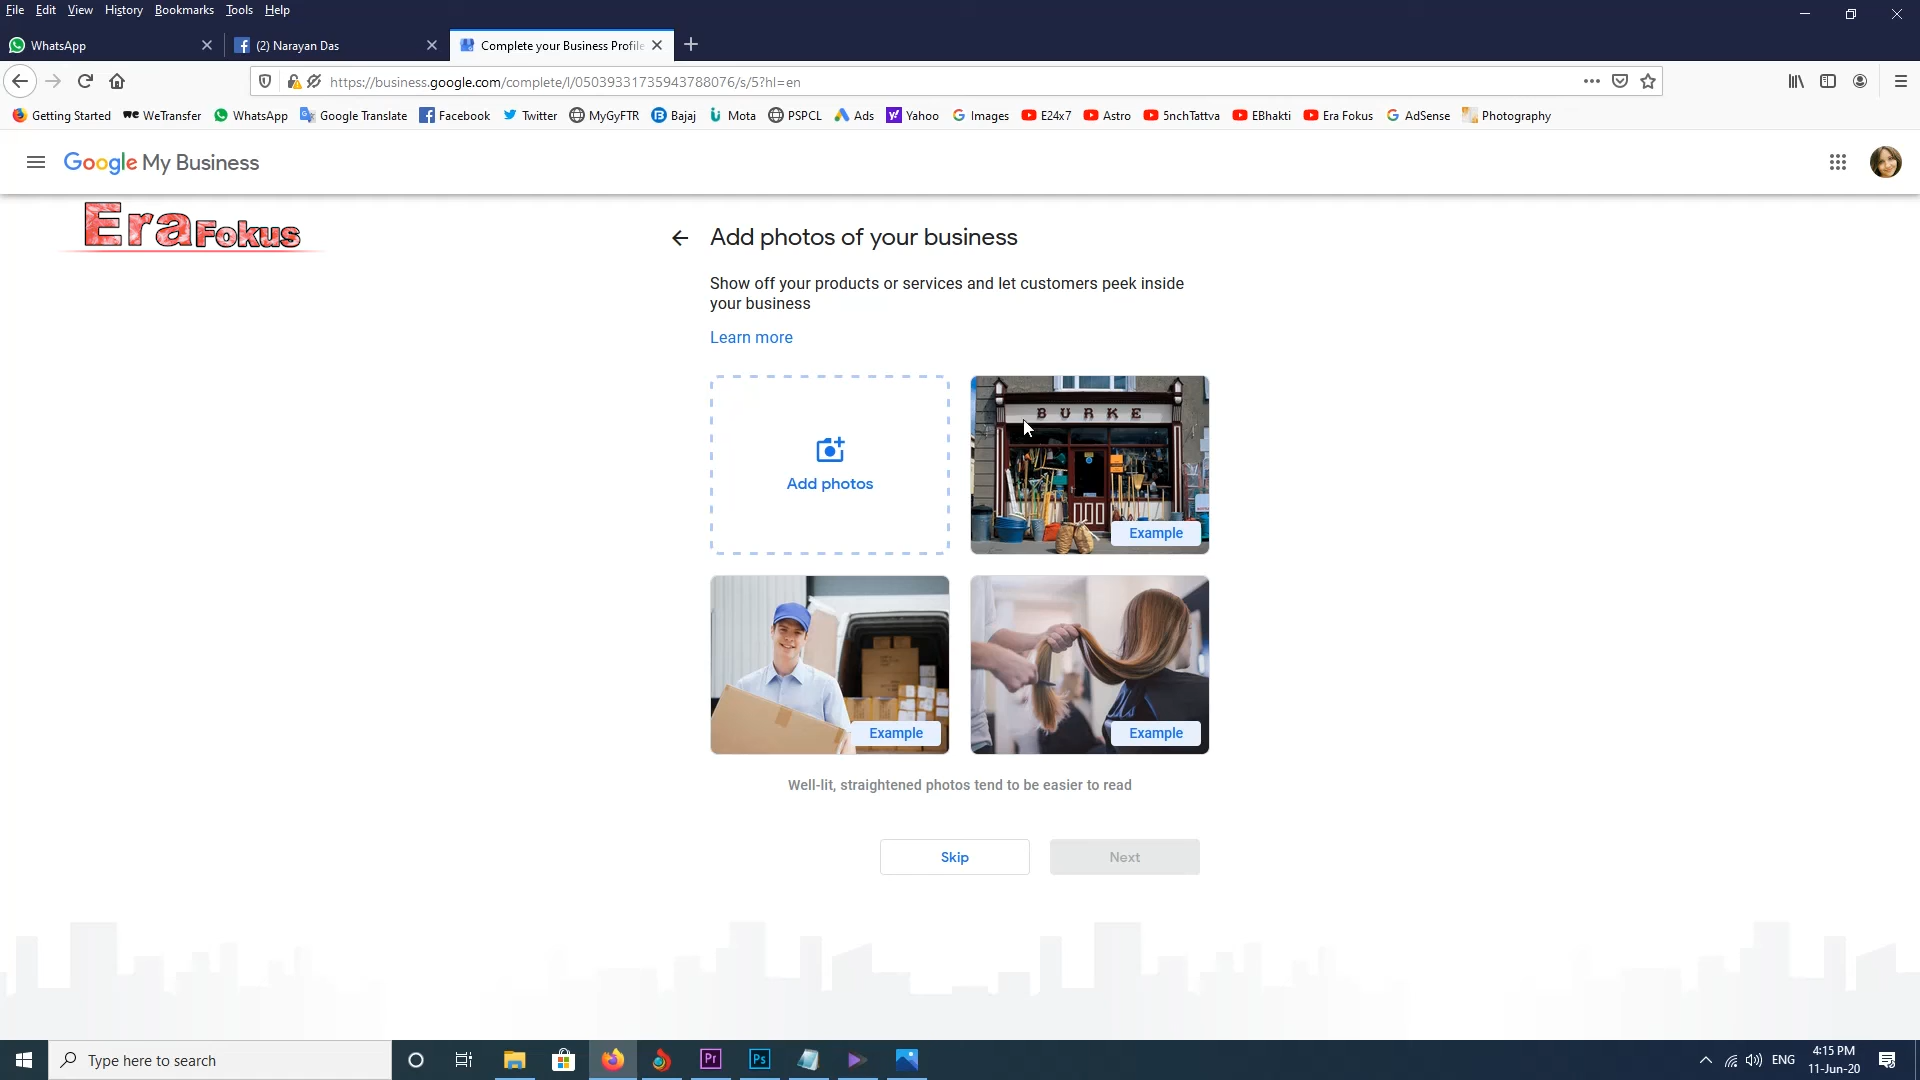 File Edit View History Bookmarks Tools Help
WhatsApp
(2) Narayan Das
Complete your Business Profile
https://business.google.com/complete/l/05039331735943788076/s/5?hl=en
Getting Started WeTransfer WhatsApp Google Translate Facebook Twitter MyGyFTR Bajaj Mota PSPCL Ads Yahoo Images E24x7 Astro 5nchTattva EBhakti Era Fokus AdSense Photography
Google My Business
Era Fokus
Add photos of your business
Show off your products or services and let customers peek inside
your business
Learn more
BURKE
Add photos
Example
Example
Example
Well-lit, straightened photos tend to be easier to read
Skip
Next
Type here to search
Pr
Ps
ENG
4:15 PM
11-Jun-20